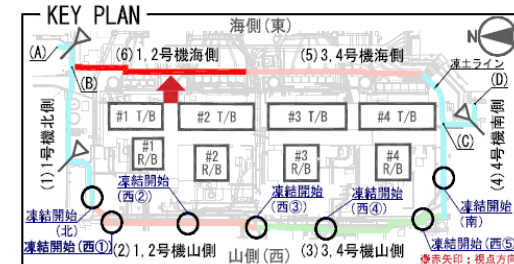 KEY PLAN
海側(東)
N
(A)
(6)1,2号機海側
(5)3,4号機海側
凍土ライン
(B)
(D)
#1 T/B
#2 T/B
#3 T/B
#4 T/B
(C)
(1)1号機北側
#1
R/B
#2
R/B
#3
R/B
#4
R/B
(4)4号機南側
凍結開始
(西②)
凍結開始
(北)
凍結開始
(西③)
凍結開始
(西④)
凍結開始
(南)
凍結開始(西①)
(2)1,2号機山側
山側(西)
(3)3,4号機山側
凍結開始(西⑤)
※赤矢印:視点方向